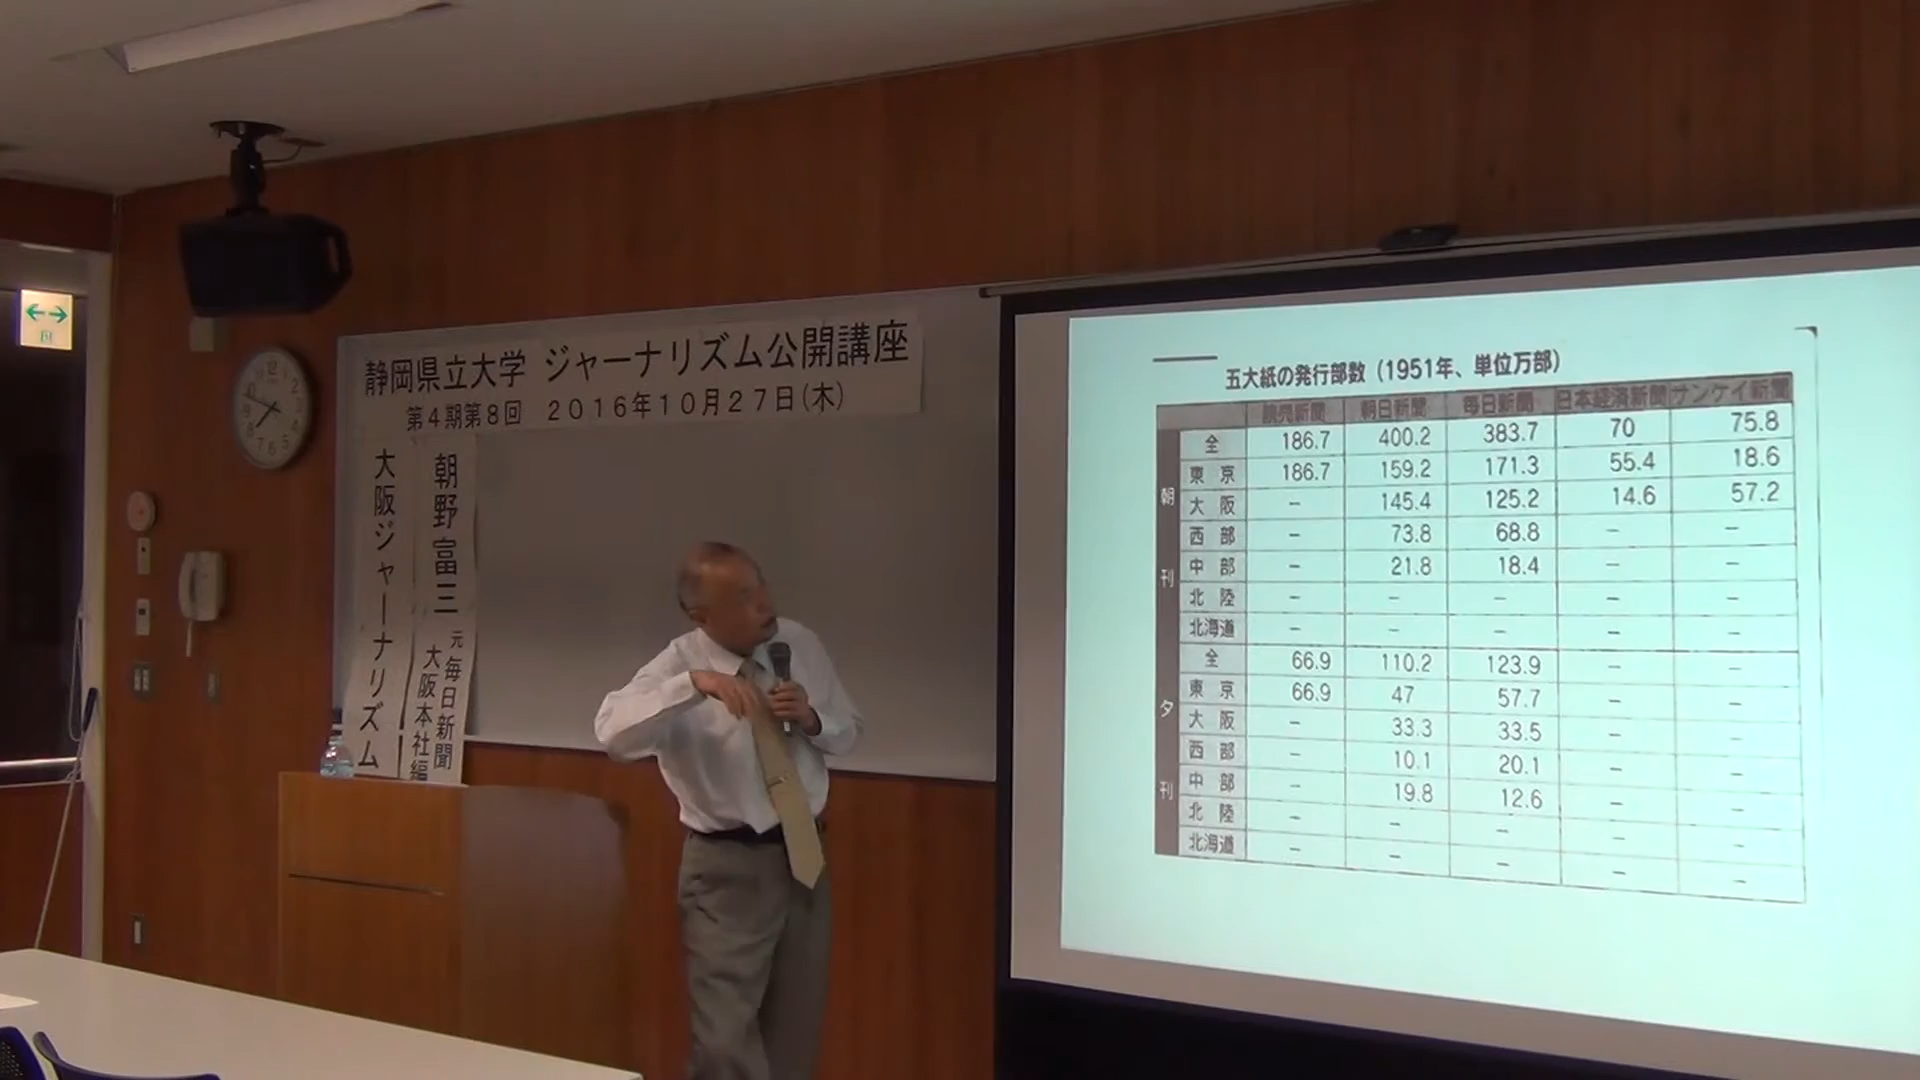 静岡県立大学 ジャーナリズム公開講座
第4期第8回 2016年10月27日(木)
大阪ジャーナリズム
朝野富三
元毎日新聞
大阪本社編
五大紙の発行部数（1951年、単位万部）
読売新聞 朝日新聞 毎日新聞 日本経済新聞 サンケイ新聞
朝刊
全 186.7 400.2 383.7 70 75.8
東京 186.7 159.2 171.3 55.4 18.6
大阪 － 145.4 125.2 14.6 57.2
西部 － 73.8 68.8 － －
中部 － 21.8 18.4 － －
北陸 － － － － －
北海道 － － － － －
夕刊
全 66.9 110.2 123.9 － －
東京 66.9 47 57.7 － －
大阪 － 33.3 33.5 － －
西部 － 10.1 20.1 － －
中部 － 19.8 12.6 － －
北陸 － － － － －
北海道 － － － － －